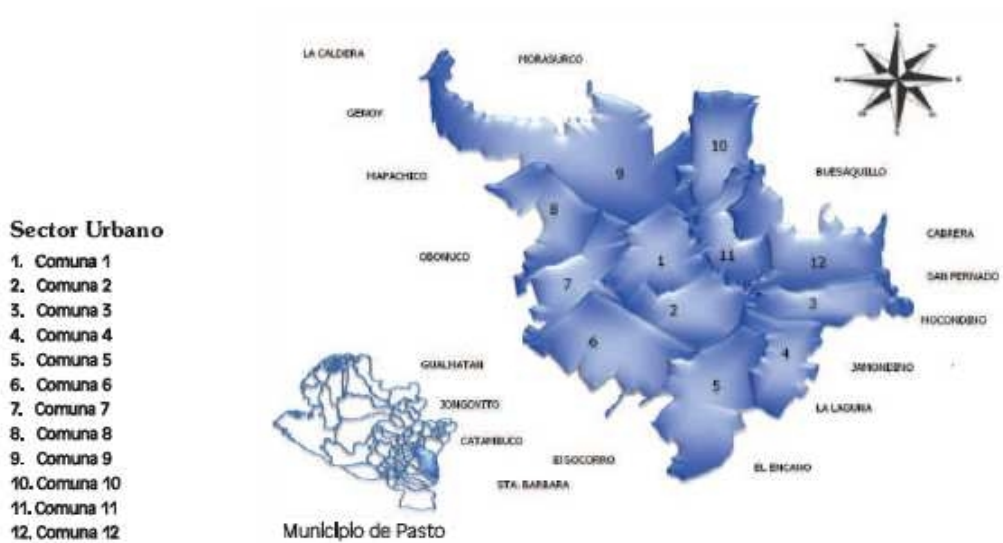 LA CALDERA
MORASURCO
GENOY
MAPACHICO
BUESAQUILLO
Sector Urbano
1. Comuna 1
2. Comuna 2
3. Comuna 3
4. Comuna 4
5. Comuna 5
6. Comuna 6
7. Comuna 7
8. Comuna 8
9. Comuna 9
10. Comuna 10
11. Comuna 11
12. Comuna 12
OBONUCO
CABRERA
SAN FERNADO
MOCONDINO
GUALMATAN
JAMONDINO
JONGOVITO
LA LAGUNA
CATAMBUCO
El SOCORRO
EL ENCANO
STA. BARBARA
10
9
8
1
11
12
7
2
3
6
4
5
Municipio de Pasto